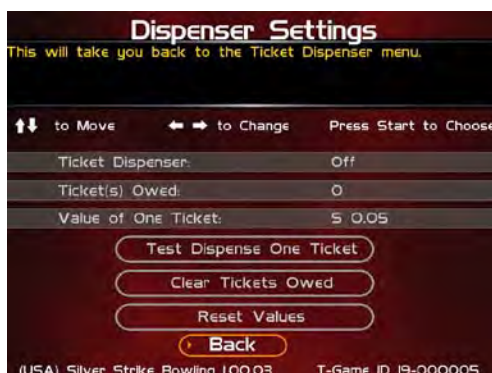 Dispenser Settings
This will take you back to the Ticket Dispenser menu.
to Move to Change Press Start to Choose
Ticket Dispenser: Off
Ticket(s) Owed: 0
Value of One Ticket: $ 0.05
Test Dispense One Ticket
Clear Tickets Owed
Reset Values
Back
(USA) Silver Strike Bowling 1.00.03 T-Game ID 19-000005